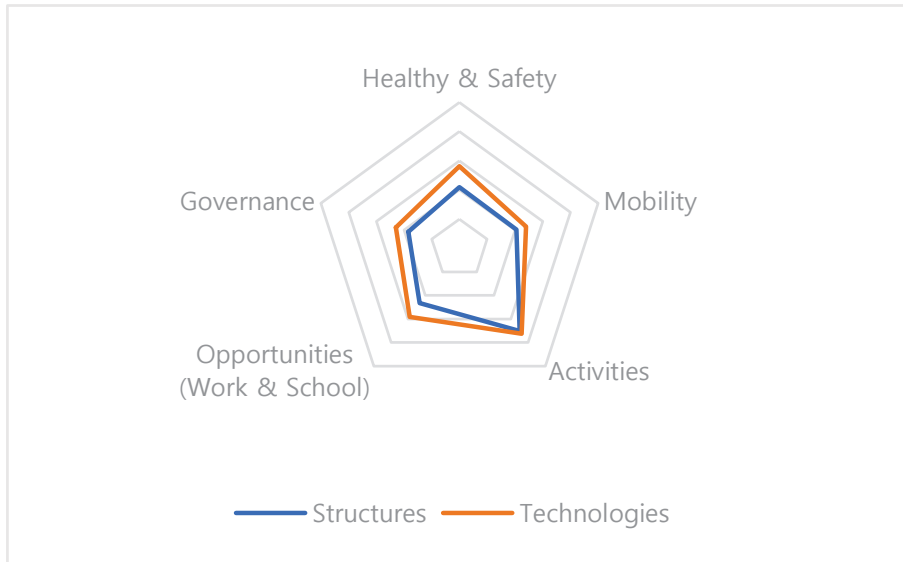 Healthy & Safety
Governance
Mobility
Opportunities
(Work & School)
Activities
Structures
Technologies